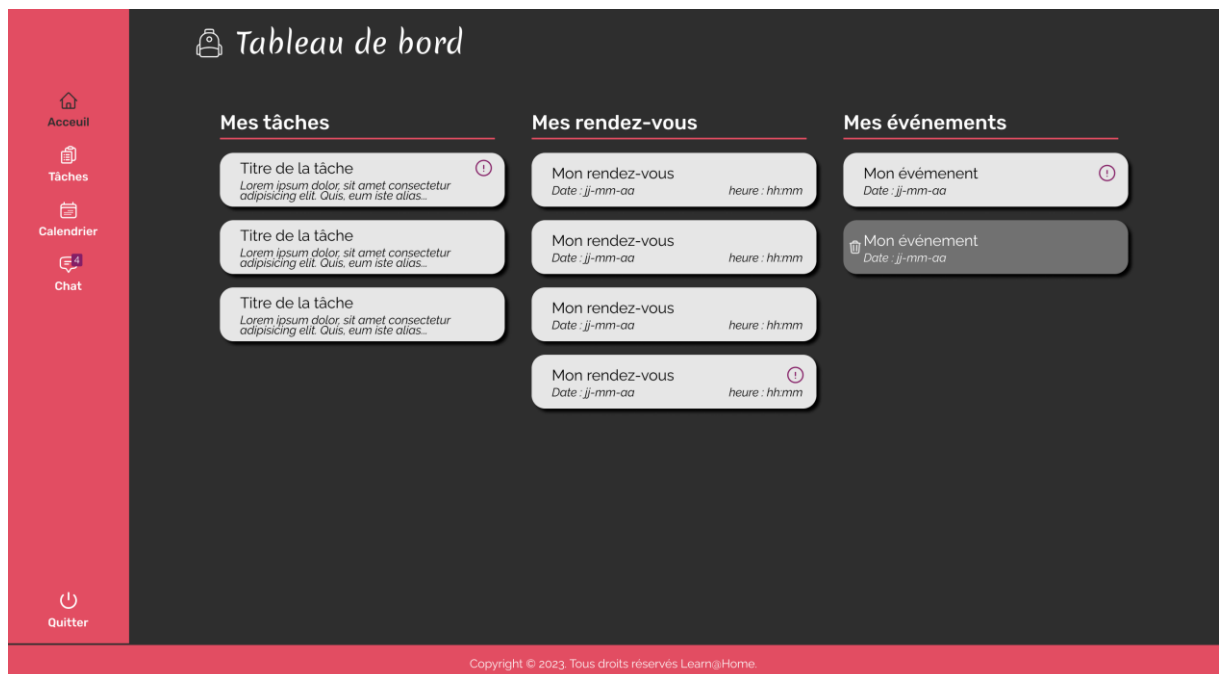 Tableau de bord
Acceuil
Tâches
Calendrier
4
Chat
Quitter
Mes tâches
Titre de la tâche
Lorem ipsum dolor, sit amet consectetur
adipisicing elit. Quis, eum iste alias...
Titre de la tâche
Lorem ipsum dolor, sit amet consectetur
adipisicing elit. Quis, eum iste alias...
Titre de la tâche
Lorem ipsum dolor, sit amet consectetur
adipisicing elit. Quis, eum iste alias...
Mes rendez-vous
Mon rendez-vous
Date : jj-mm-aa heure : hh:mm
Mon rendez-vous
Date : jj-mm-aa heure : hh:mm
Mon rendez-vous
Date : jj-mm-aa heure : hh:mm
Mon rendez-vous
Date : jj-mm-aa heure : hh:mm
Mes événements
Mon évémenent
Date : jj-mm-aa
Mon événement
Date : jj-mm-aa
Copyright © 2023. Tous droits réservés Learn@Home.